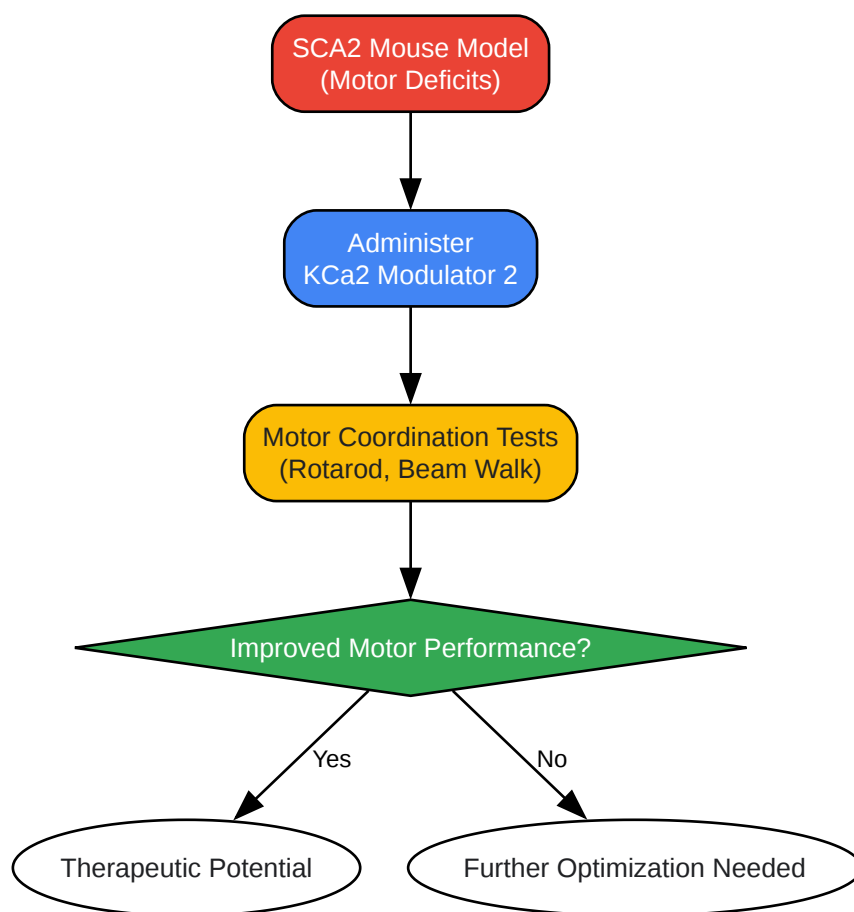 SCA2 Mouse Model
(Motor Deficits)
Administer
KCa2 Modulator 2
Motor Coordination Tests
(Rotarod, Beam Walk)
Improved Motor Performance?
Yes
No
Therapeutic Potential
Further Optimization Needed